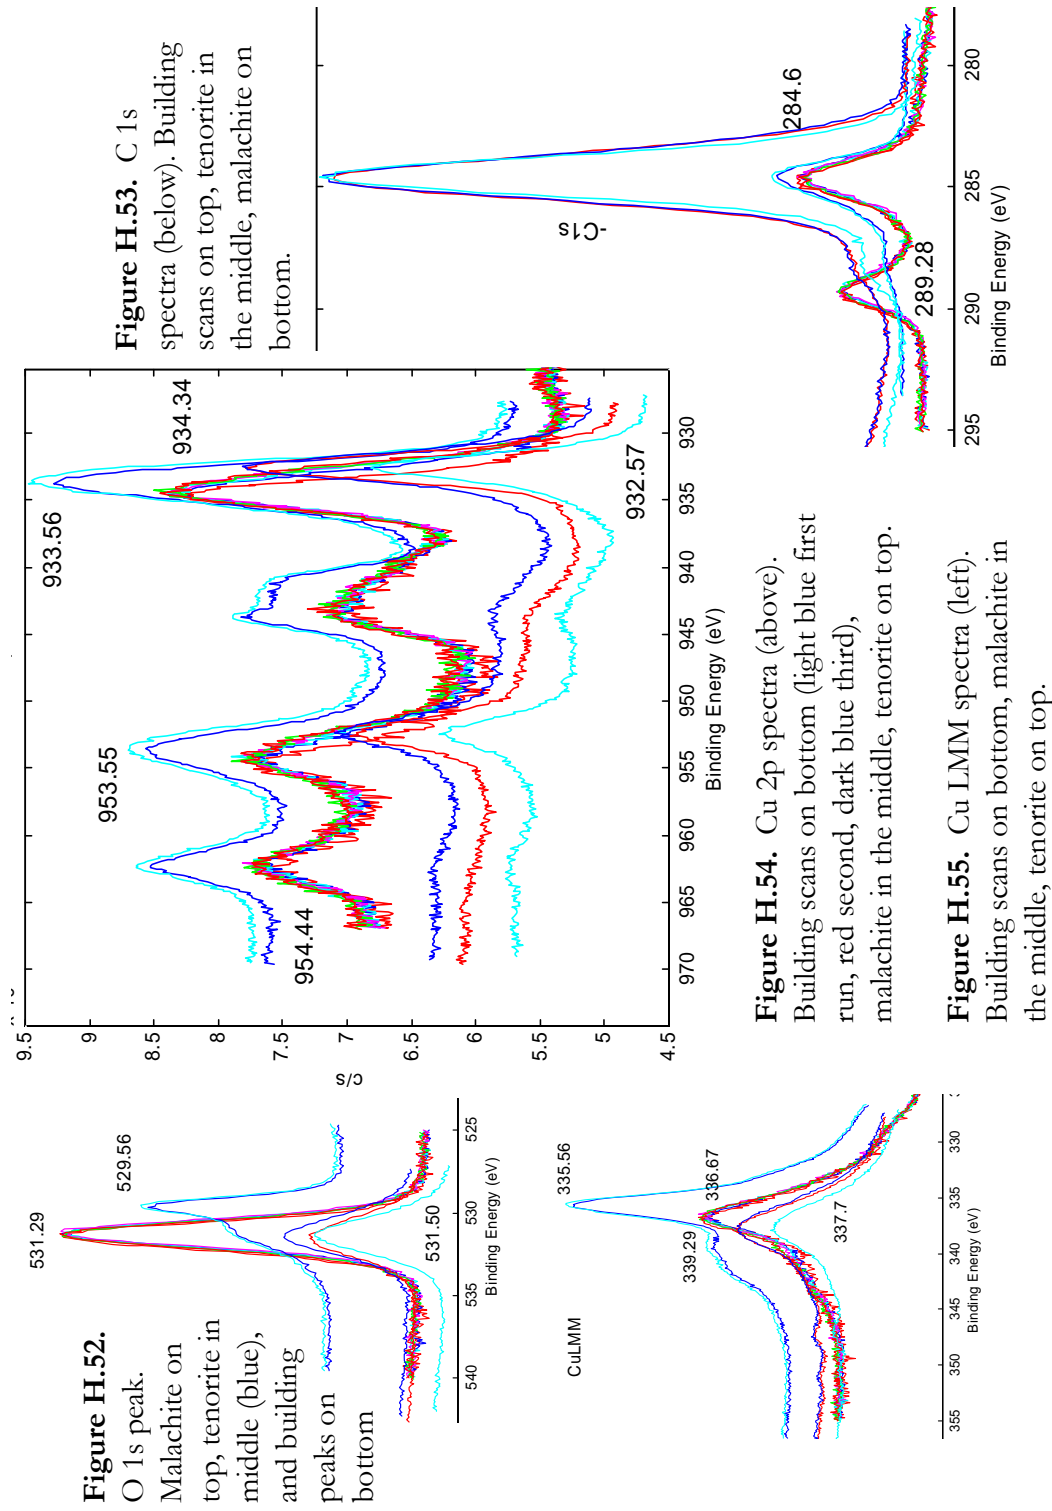 Figure H.52.
O 1s peak.
Malachite on
top, tenorite in
middle (blue),
and building
peaks on
bottom
531.29
529.56
531.50
540
535
530
525
Binding Energy (eV)
9.5
9
8.5
8
7.5
7
6.5
6
5.5
5
4.5
C/S
953.55
933.56
934.34
954.44
932.57
970
965
960
955
950
945
940
935
930
Binding Energy (eV)
Figure H.53. C 1s
spectra (below). Building
scans on top, tenorite in
the middle, malachite on
bottom.
-C1s
284.6
289.28
295
290
285
280
Binding Energy (eV)
CuLMM
335.56
339.29
336.67
337.7
355
350
345
340
335
330
Binding Energy (eV)
Figure H.54. Cu 2p spectra (above).
Building scans on bottom (light blue first
run, red second, dark blue third),
malachite in the middle, tenorite on top.
Figure H.55. Cu LMM spectra (left).
Building scans on bottom, malachite in
the middle, tenorite on top.